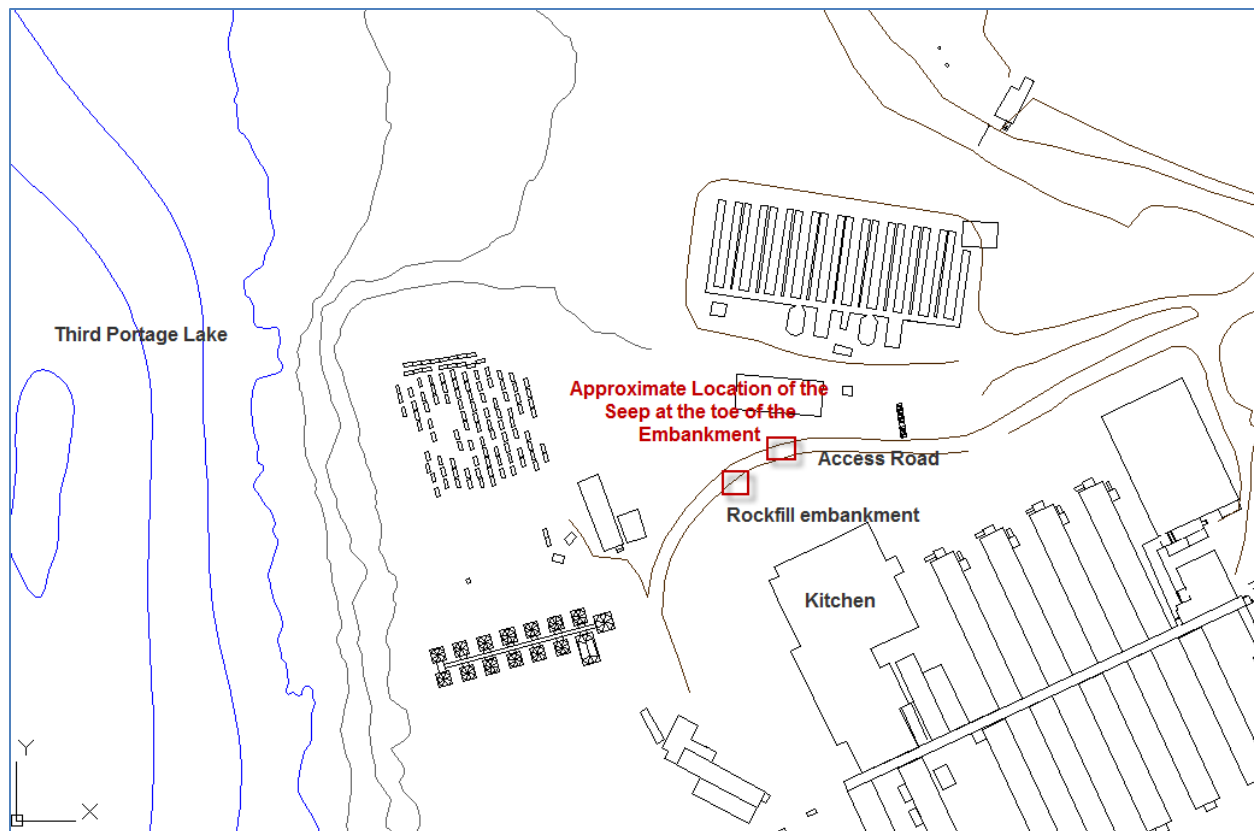 Third Portage Lake
Approximate Location of the
Seep at the toe of the
Embankment
Access Road
Rockfill embankment
Kitchen
Y
X